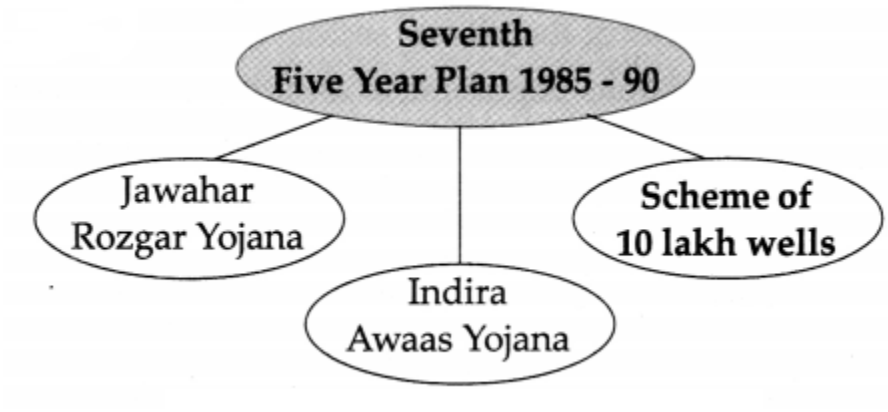 Seventh
Five Year Plan 1985 - 90
Jawahar
Rozgar Yojana
Scheme of
10 lakh wells
Indira
Awaas Yojana